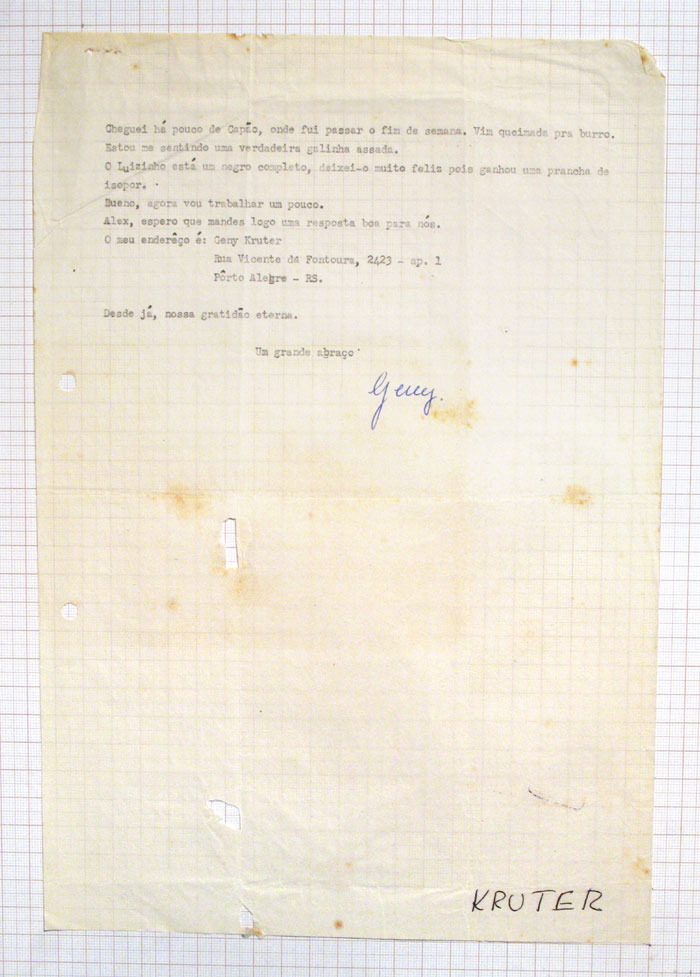 Cheguei há pouco de Capão, onde fui passar o fim de semana. Vim queimada pra burro.
Estou me sentindo uma verdadeira galinha assada.
O Luizinho está um negro completo, deixei-o muito feliz pois ganhou uma prancha de
isopor.
Bueno, agora vou trabalhar um pouco.
Alex, espero que mandes logo uma resposta boa para nós.
O meu enderêço é: Geny Kruter
Rua Vicente da Fontoura, 2423 - ap. 1
Pôrto Alegre - RS.
Desde já, nossa gratidão eterna.
Um grande abraço
Geny.
KRUTER